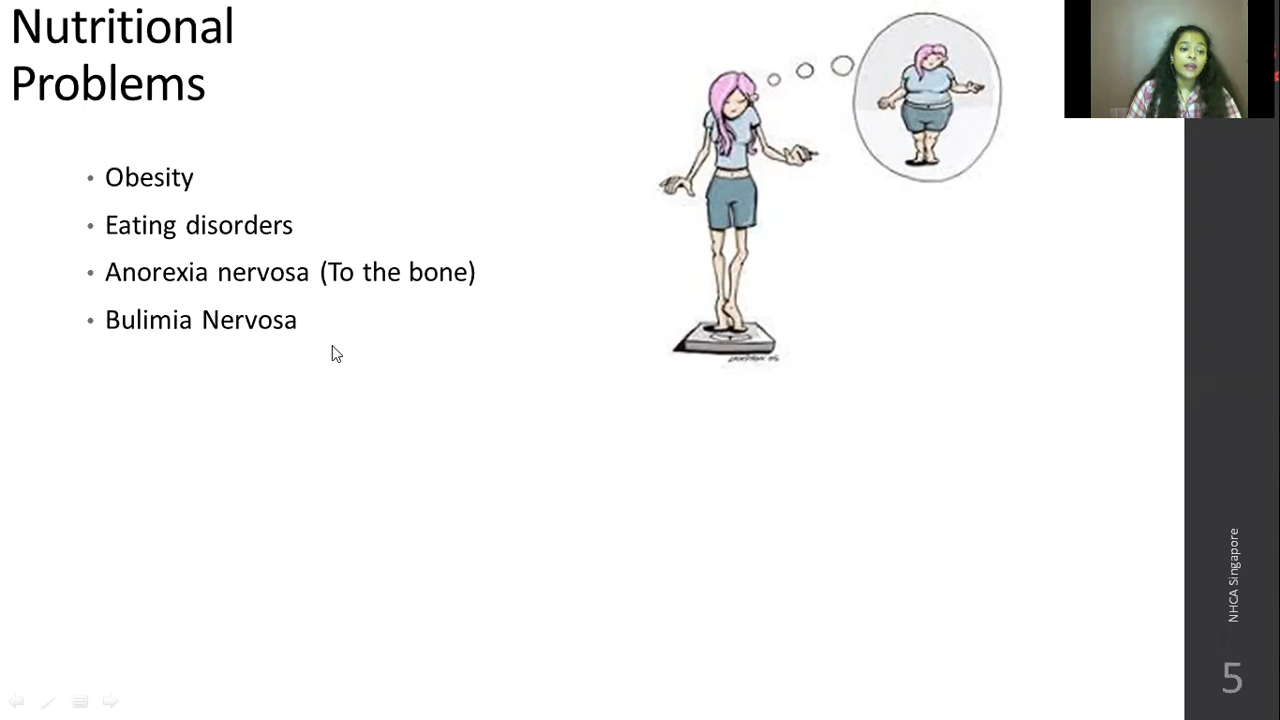 Nutritional
Problems
• Obesity
• Eating disorders
• Anorexia nervosa (To the bone)
• Bulimia Nervosa
NHCA Singapore
5